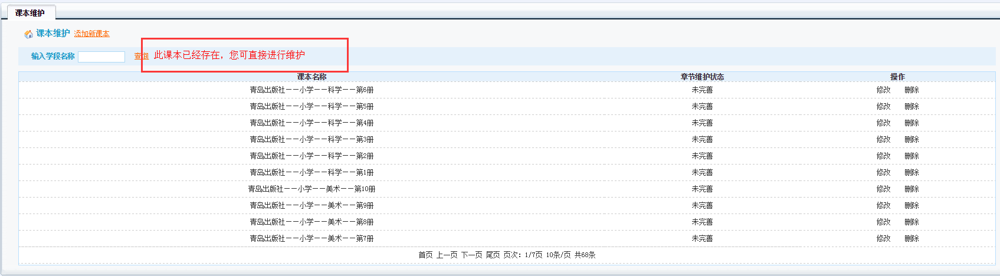 课本维护
课本维护 添加新课本
输入学段名称 查询 此课本已经存在，您可直接进行维护
课本名称 章节维护状态 操作
青岛出版社——小学——科学——第6册 未完善 修改 删除
青岛出版社——小学——科学——第5册 未完善 修改 删除
青岛出版社——小学——科学——第4册 未完善 修改 删除
青岛出版社——小学——科学——第3册 未完善 修改 删除
青岛出版社——小学——科学——第2册 未完善 修改 删除
青岛出版社——小学——科学——第1册 未完善 修改 删除
青岛出版社——小学——美术——第10册 未完善 修改 删除
青岛出版社——小学——美术——第9册 未完善 修改 删除
青岛出版社——小学——美术——第8册 未完善 修改 删除
青岛出版社——小学——美术——第7册 未完善 修改 删除
首页 上一页 下一页 尾页 页次：1/7页 10条/页 共68条